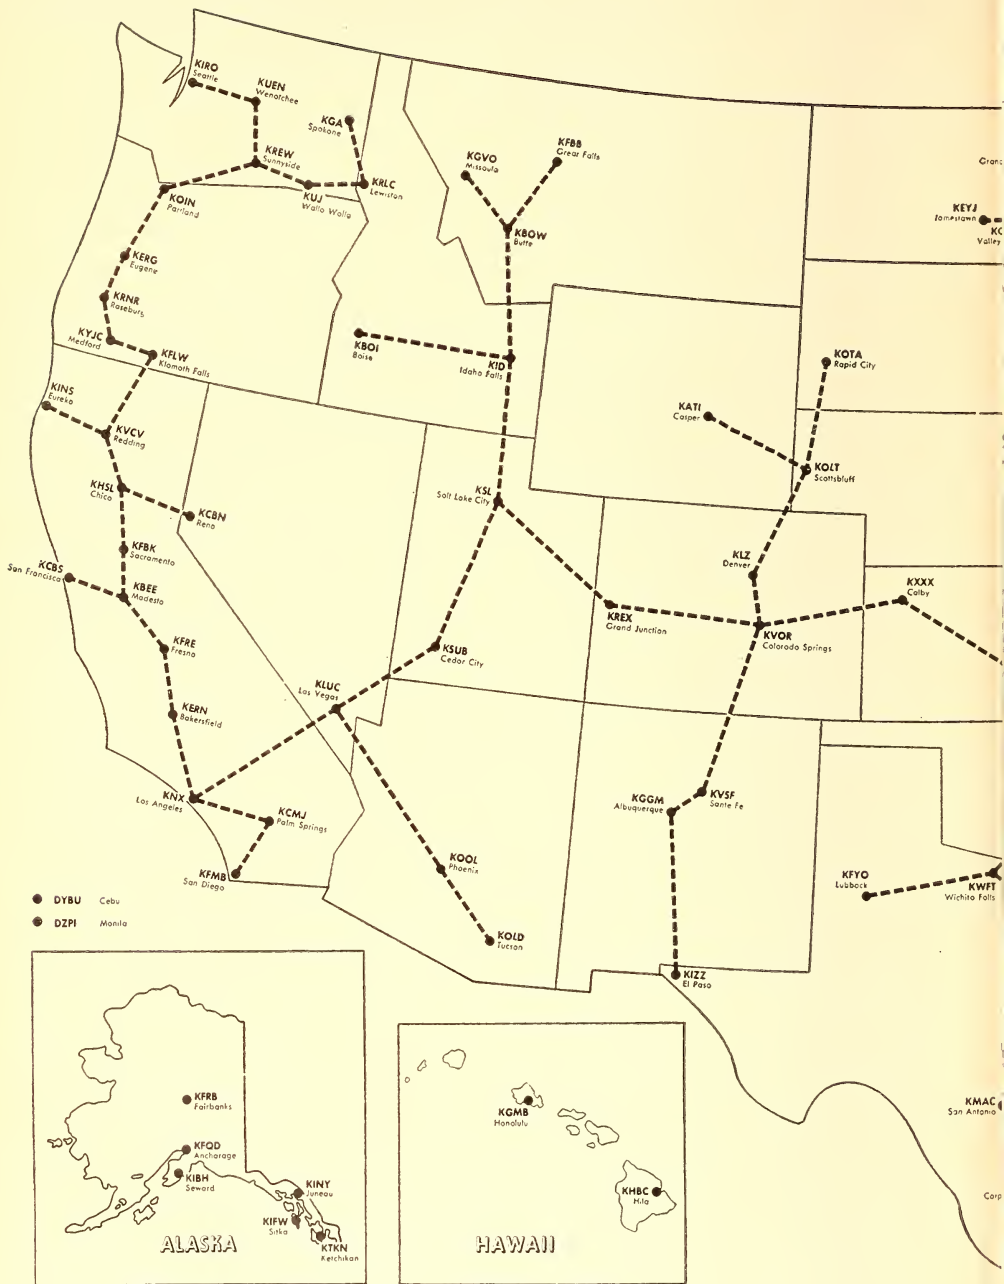 KIRO
Seattle
KUEN
Wenatchee
KGA
Spokane
KREW
Sunnyside
KUJ
Walla Walla
KRLC
Lewiston
KOIN
Portland
KERG
Eugene
KRNR
Roseburg
KYJC
Medford
KFLW
Klamath Falls
KINS
Eureka
KVCV
Redding
KHSL
Chico
KCBN
Reno
KFBK
Sacramento
KCBS
San Francisco
KBEE
Modesto
KFRE
Fresno
KERN
Bakersfield
KNX
Los Angeles
KCMJ
Palm Springs
KFMB
San Diego
KGVO
Missoula
KFBB
Great Falls
KBOW
Butte
KBOI
Boise
KID
Idaho Falls
KSL
Salt Lake City
KSUB
Cedar City
KLUC
Las Vegas
KOOL
Phoenix
KOLD
Tucson
KATI
Casper
KOTA
Rapid City
KOLT
Scottsbluff
KLZ
Denver
KREX
Grand Junction
KVOR
Colorado Springs
KXXX
Colby
KVSF
Santa Fe
KGGM
Albuquerque
KIZZ
El Paso
KEYJ
Jamestown
Valley
KFYO
Lubbock
KWFT
Wichita Falls
KMAC
San Antonio
DYBU Cebu
DZPI Manila
KFRB
Fairbanks
KFQD
Anchorage
KIBH
Seward
KINY
Juneau
KIFW
Sitka
KTKN
Ketchikan
ALASKA
KGMB
Honolulu
KHBC
Hilo
HAWAII